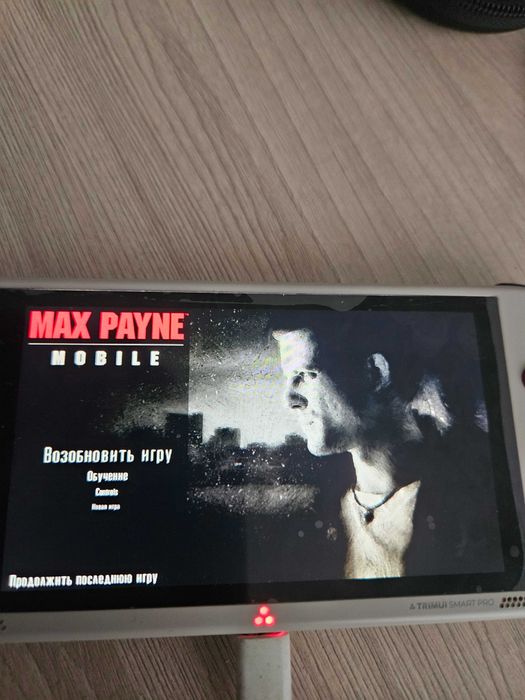 MAX PAYNE
MOBILE
Возобновить игру
Обучение
Controls
Новая игра
Продолжить последнюю игру
TRIMUI SMART PRO